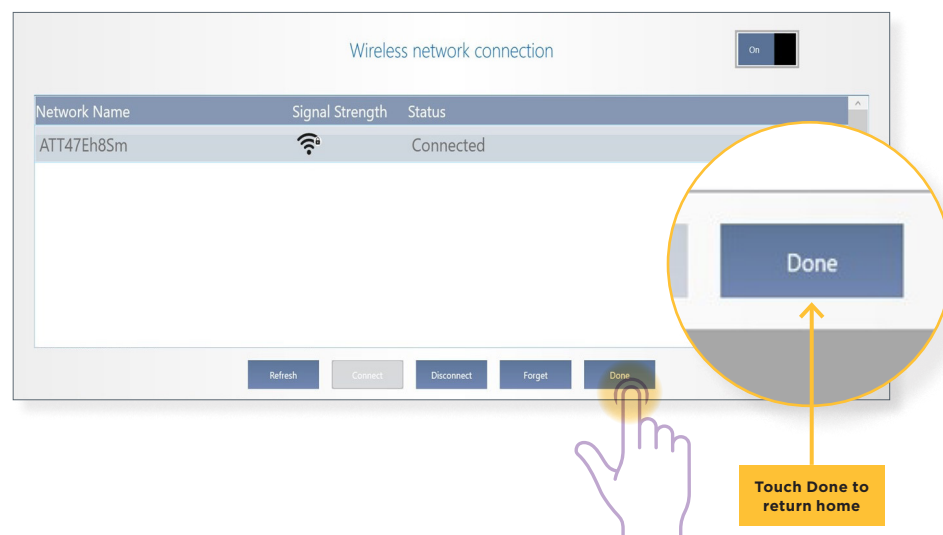 Wireless network connection
On
Network Name Signal Strength Status
ATT47Eh8Sm Connected
Done
Refresh Connect Disconnect Forget Done
Touch Done to
return home